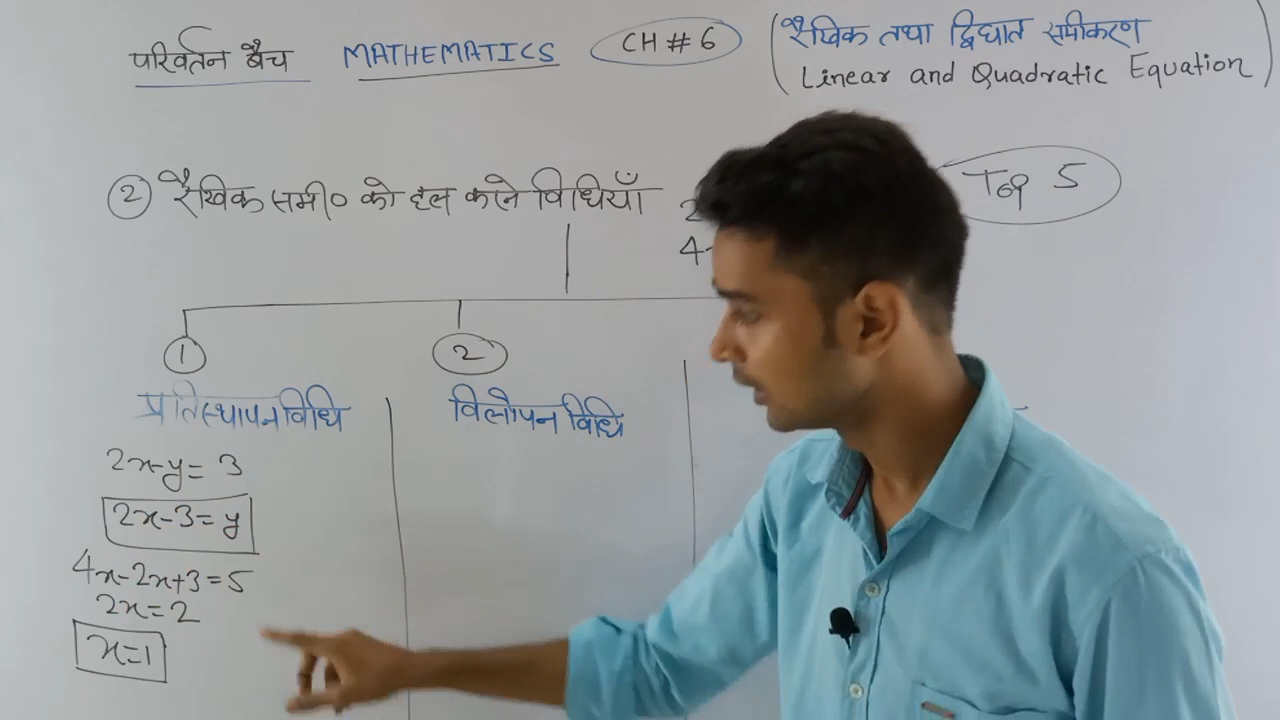 परिवर्तन बैच MATHEMATICS CH # 6
रैखिक तथा द्विघात समीकरण
Linear and Quadratic Equation
② रैखिक समी० को हल करने विधियाँ
Top 5
4-
① ②
प्रतिस्थापन विधि विलोपन विधि
2x-y= 3
2x-3=y
4x-2x+3=5
2x=2
x=1